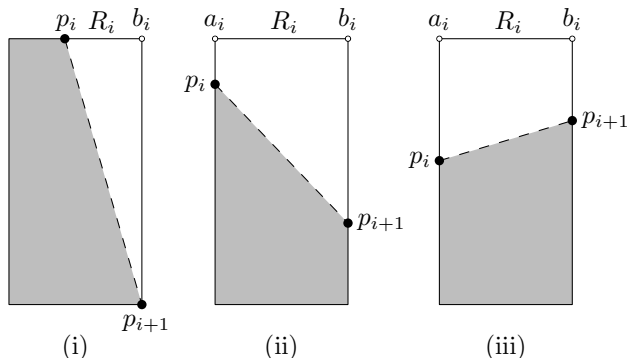 p_i R_i b_i a_i R_i b_i a_i R_i b_i
p_i
p_{i+1}
p_i
p_{i+1}
p_{i+1}
(i) (ii) (iii)